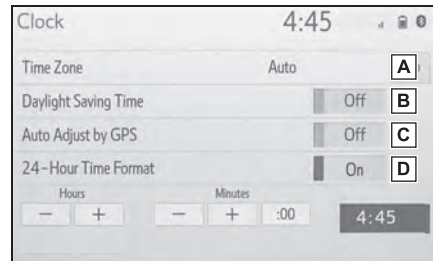 Clock 4:45
Time Zone Auto A
Daylight Saving Time Off B
Auto Adjust by GPS Off C
24-Hour Time Format On D
Hours Minutes
− + − + :00 4:45